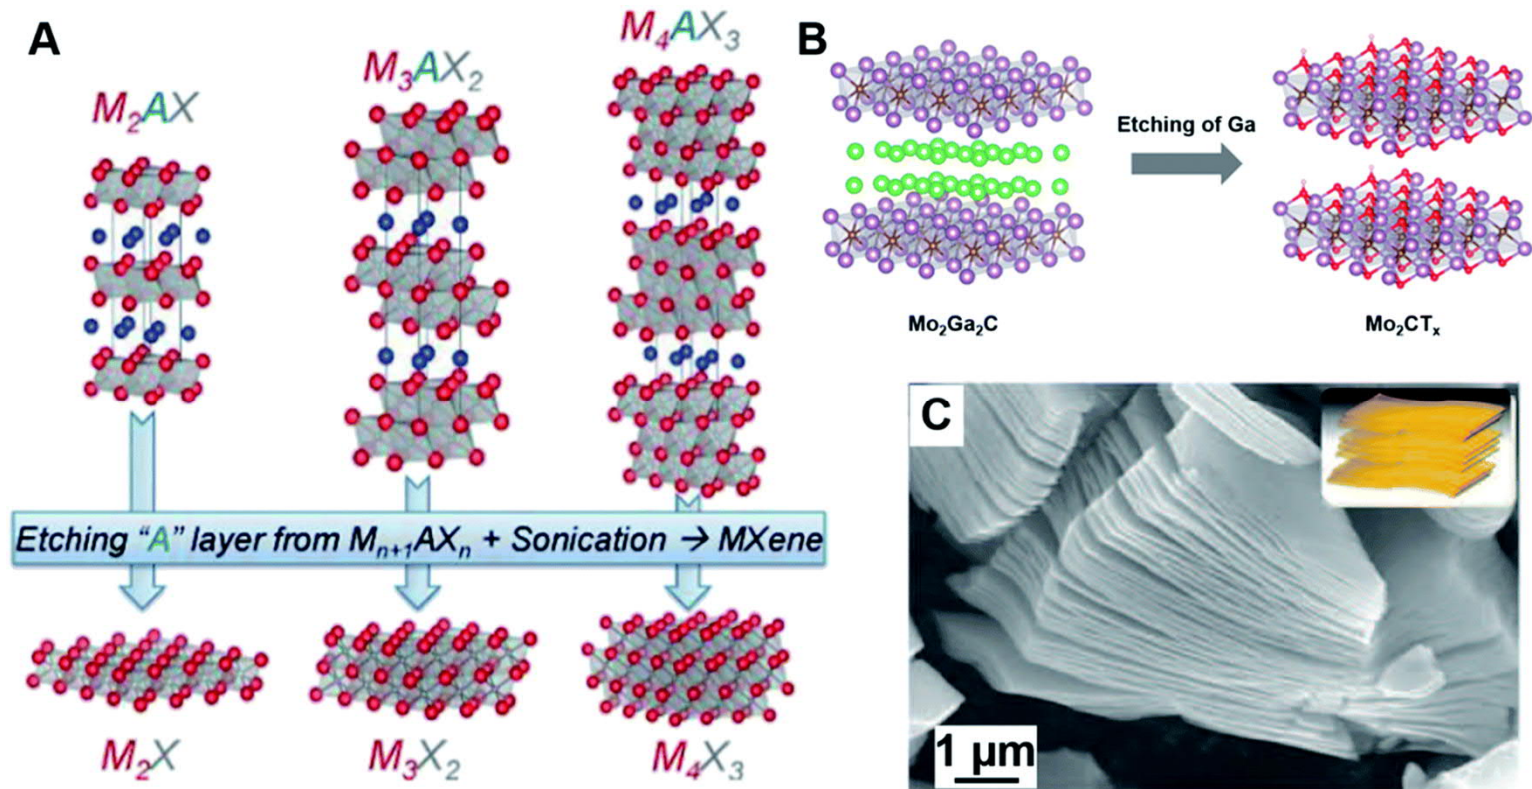 A
M₂AX
M₃AX₂
M₄AX₃
Etching "A" layer from Mₙ₊₁AXₙ + Sonication → MXene
M₂X
M₃X₂
M₄X₃
B
Etching of Ga
Mo₂Ga₂C
Mo₂CTₓ
C
1 µm